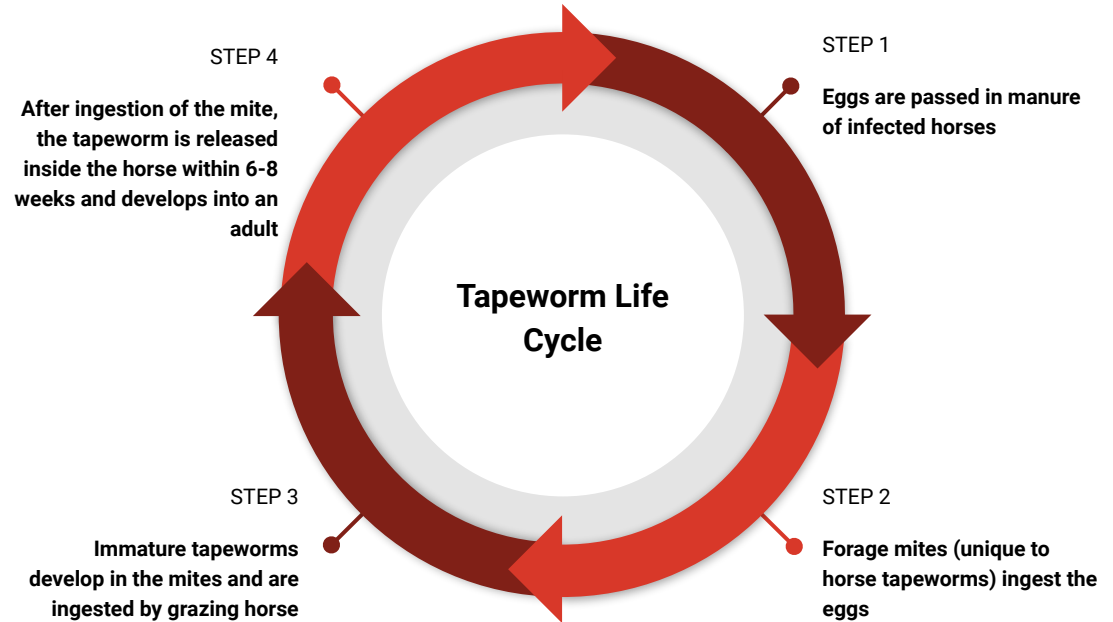 Tapeworm Life
Cycle
STEP 1
Eggs are passed in manure
of infected horses
STEP 2
Forage mites (unique to
horse tapeworms) ingest the
eggs
STEP 3
Immature tapeworms
develop in the mites and are
ingested by grazing horse
STEP 4
After ingestion of the mite,
the tapeworm is released
inside the horse within 6-8
weeks and develops into an
adult